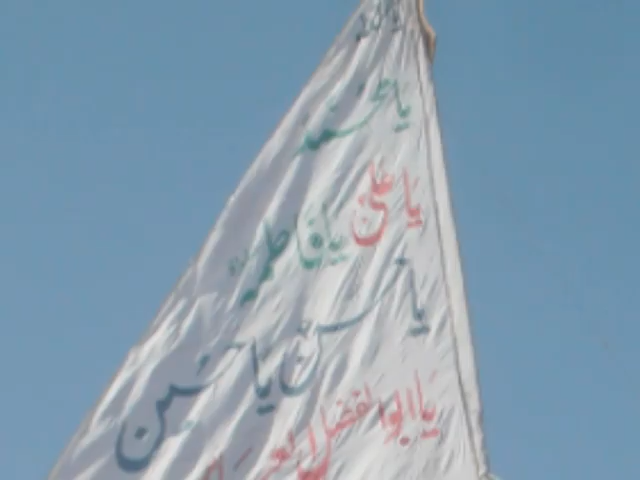 یا محمد
یا علی یا فاطمه
یا حسن یا حسین
یا ابوالفضل العباس